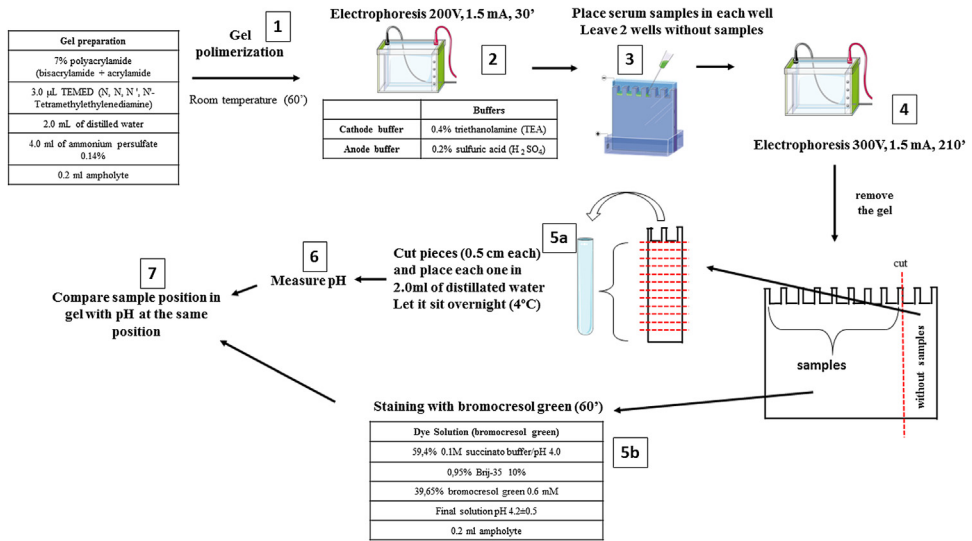 Gel preparation
7% polyacrylamide
(bisacrylamide + acrylamide
3.0 μL TEMED (N, N, N ', N'-
Tetramethylethylenediamine)
2.0 mL of distilled water
4.0 ml of ammonium persulfate
0.14%
0.2 ml ampholyte
1
Gel
polimerization
Room temperature (60’)
Electrophoresis 200V, 1.5 mA, 30’
2
Buffers
Cathode buffer 0.4% triethanolamine (TEA)
Anode buffer 0.2% sulfuric acid (H2SO4)
Place serum samples in each well
Leave 2 wells without samples
3
4
Electrophoresis 300V, 1.5 mA, 210’
remove
the gel
cut
samples
without samples
5a
Cut pieces (0.5 cm each)
and place each one in
2.0ml of distillated water
Let it sit overnight (4°C)
6
Measure pH
7
Compare sample position in
gel with pH at the same
position
Staining with bromocresol green (60’)
5b
Dye Solution (bromocresol green)
59,4% 0.1M succinato buffer/pH 4.0
0,95% Brij-35 10%
39,65% bromocresol green 0.6 mM
Final solution pH 4.2±0.5
0.2 ml ampholyte